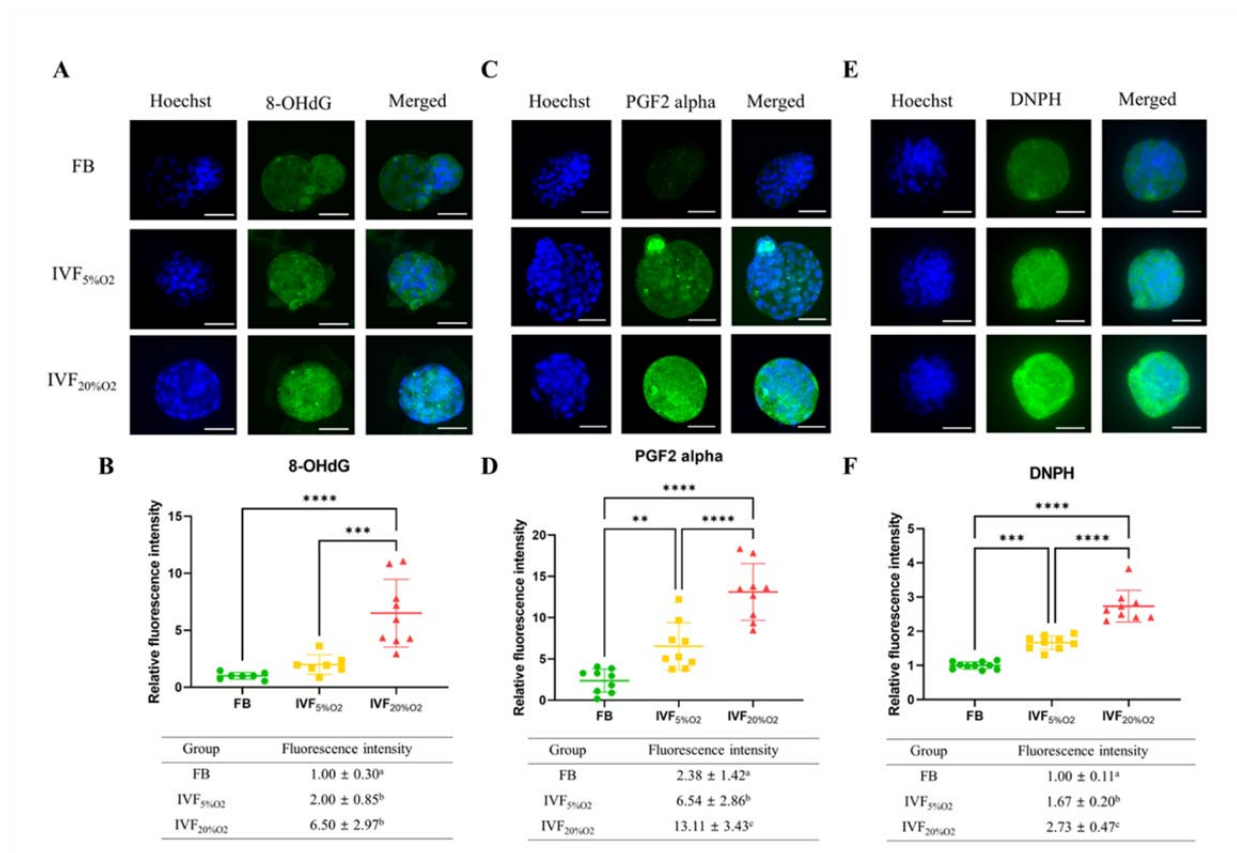 A
Hoechst 8-OHdG Merged
C
Hoechst PGF2 alpha Merged
E
Hoechst DNPH Merged
FB
IVF5%O2
IVF20%O2
B
8-OHdG
Relative fluorescence intensity
15
10
5
0
****
***
FB IVF5%O2 IVF20%O2
Group Fluorescence intensity
FB 1.00 ± 0.30ᵃ
IVF5%O2 2.00 ± 0.85ᵇ
IVF20%O2 6.50 ± 2.97ᵇ
D
PGF2 alpha
Relative fluorescence intensity
20
15
10
5
0
****
** ****
FB IVF5%O2 IVF20%O2
Group Fluorescence intensity
FB 2.38 ± 1.42ᵃ
IVF5%O2 6.54 ± 2.86ᵇ
IVF20%O2 13.11 ± 3.43ᶜ
F
DNPH
Relative fluorescence intensity
5
4
3
2
1
0
****
*** ****
FB IVF5%O2 IVF20%O2
Group Fluorescence intensity
FB 1.00 ± 0.11ᵃ
IVF5%O2 1.67 ± 0.20ᵇ
IVF20%O2 2.73 ± 0.47ᶜ